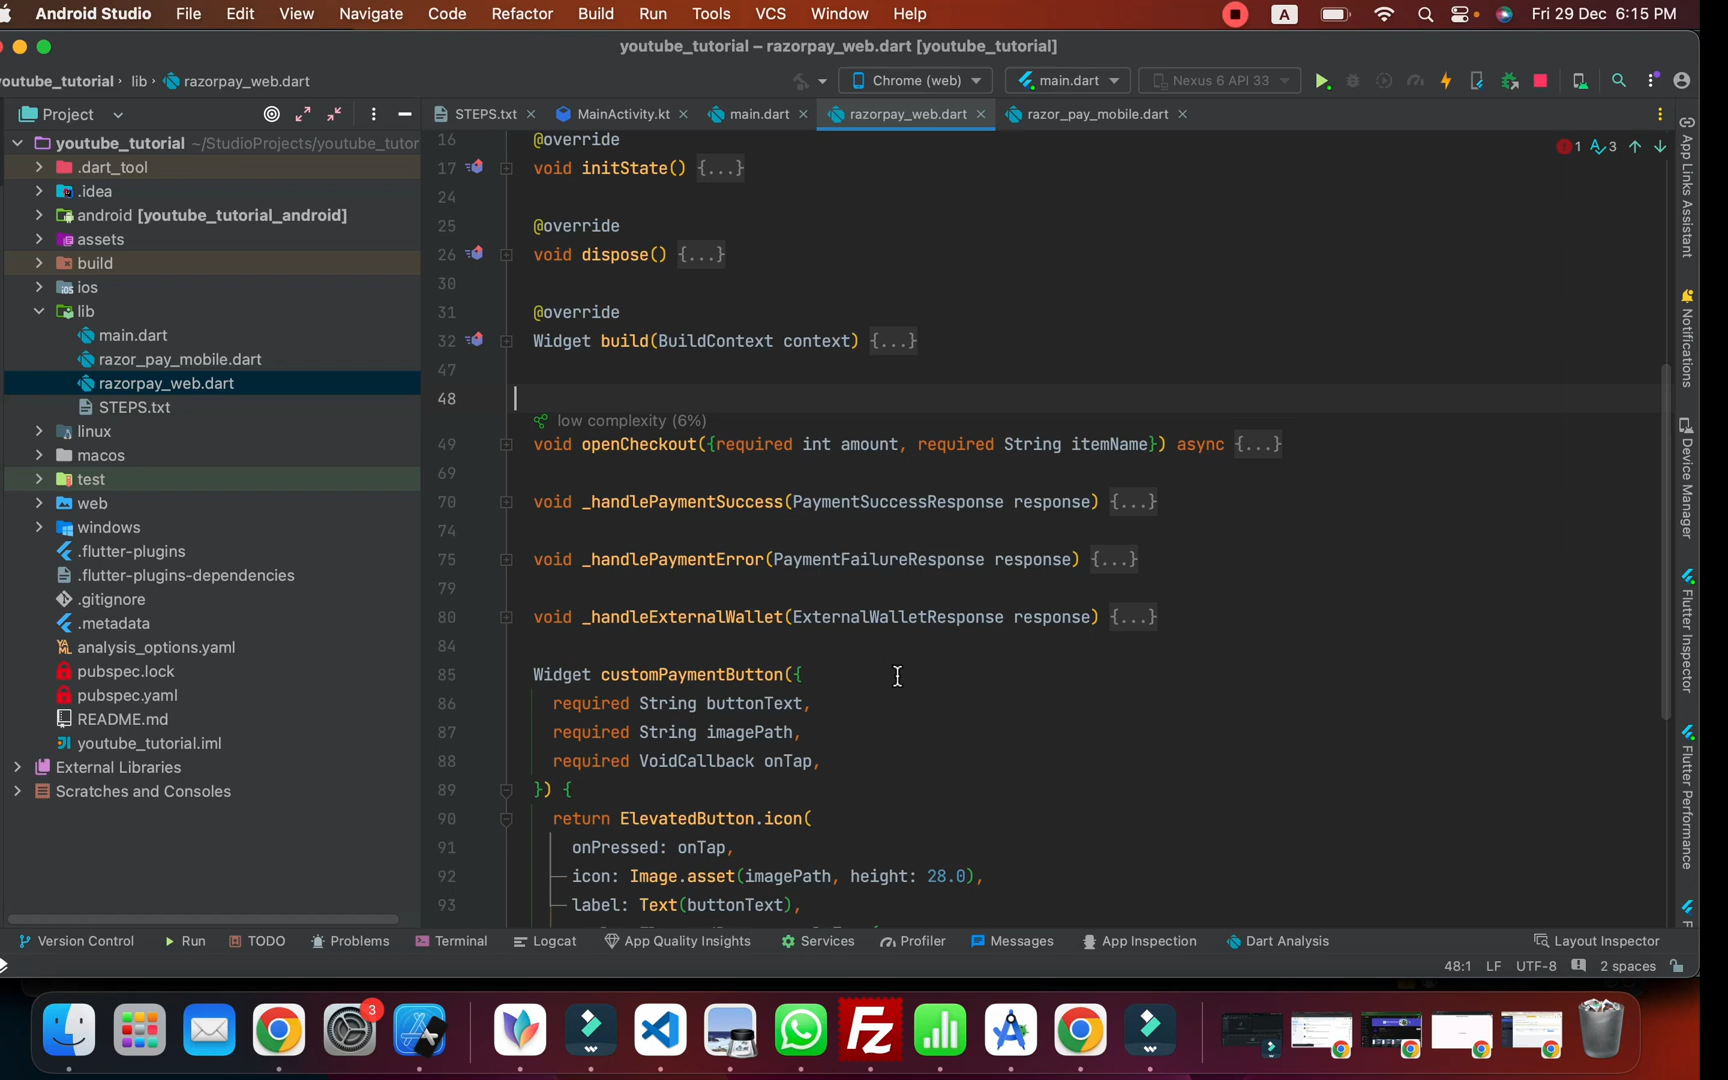 Android Studio File Edit View Navigate Code Refactor Build Run Tools VCS Window Help A Fri 29 Dec 6:15 PM
youtube_tutorial – razorpay_web.dart [youtube_tutorial]
outube_tutorial › lib › razorpay_web.dart Chrome (web) main.dart Nexus 6 API 33
Project STEPS.txt MainActivity.kt main.dart razorpay_web.dart razor_pay_mobile.dart
youtube_tutorial ~/StudioProjects/youtube_tutor
.dart_tool
.idea
android [youtube_tutorial_android]
assets
build
ios
lib
main.dart
razor_pay_mobile.dart
razorpay_web.dart
STEPS.txt
linux
macos
test
web
windows
.flutter-plugins
.flutter-plugins-dependencies
.gitignore
.metadata
analysis_options.yaml
pubspec.lock
pubspec.yaml
README.md
youtube_tutorial.iml
External Libraries
Scratches and Consoles
1 3
16 @override
17 void initState() {...}
24
25 @override
26 void dispose() {...}
30
31 @override
32 Widget build(BuildContext context) {...}
47
48
low complexity (6%)
49 void openCheckout({required int amount, required String itemName}) async {...}
69
70 void _handlePaymentSuccess(PaymentSuccessResponse response) {...}
74
75 void _handlePaymentError(PaymentFailureResponse response) {...}
79
80 void _handleExternalWallet(ExternalWalletResponse response) {...}
84
85 Widget customPaymentButton({
86 required String buttonText,
87 required String imagePath,
88 required VoidCallback onTap,
89 }) {
90 return ElevatedButton.icon(
91 onPressed: onTap,
92 icon: Image.asset(imagePath, height: 28.0),
93 label: Text(buttonText),
App Links Assistant
Notifications
Device Manager
Flutter Inspector
Flutter Performance
Version Control Run TODO Problems Terminal Logcat App Quality Insights Services Profiler Messages App Inspection Dart Analysis Layout Inspector
48:1 LF UTF-8 2 spaces
3
Fz